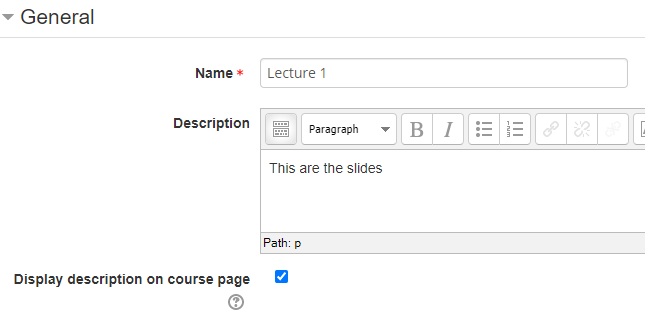 General
Name *
Lecture 1
Description
Paragraph
B I
This are the slides
Path: p
Display description on course page
?